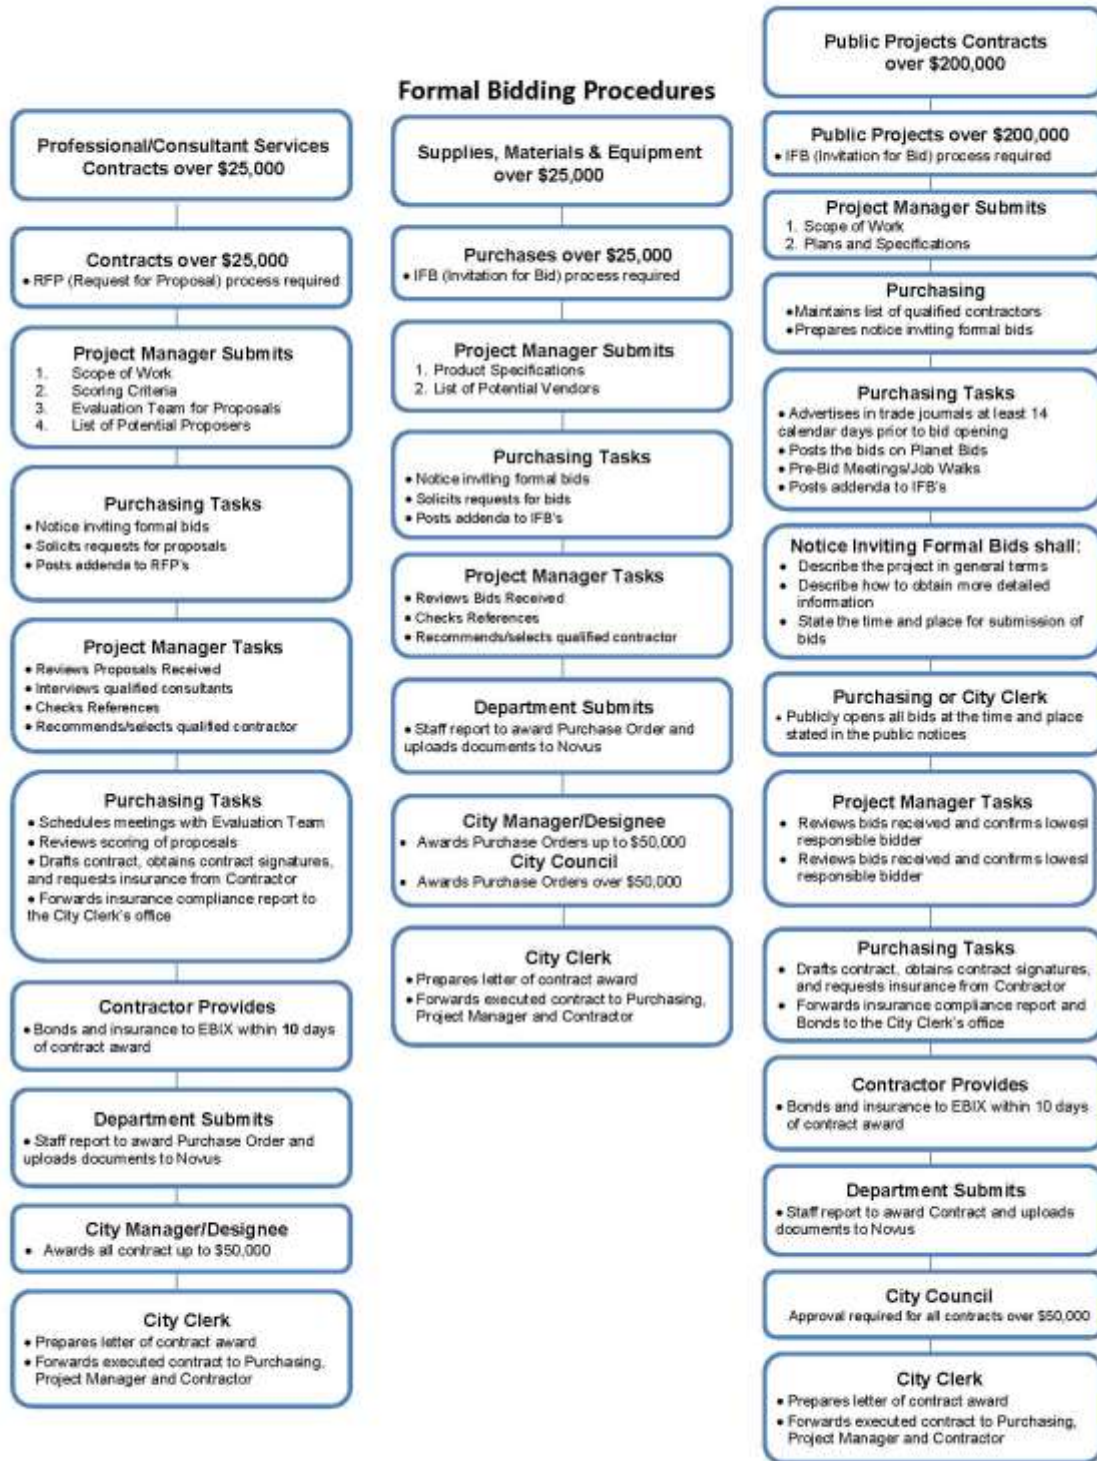 Formal Bidding Procedures
Professional/Consultant Services
Contracts over $25,000
Contracts over $25,000
• RFP (Request for Proposal) process required
Project Manager Submits
1. Scope of Work
2. Scoring Criteria
3. Evaluation Team for Proposals
4. List of Potential Proposers
Purchasing Tasks
• Notice inviting formal bids
• Solicits requests for proposals
• Posts addenda to RFP's
Project Manager Tasks
• Reviews Proposals Received
• Interviews qualified consultants
• Checks References
• Recommends/selects qualified contractor
Purchasing Tasks
• Schedules meetings with Evaluation Team
• Reviews scoring of proposals
• Drafts contract, obtains contract signatures,
and requests insurance from Contractor
• Forwards insurance compliance report to
the City Clerk's office
Contractor Provides
• Bonds and insurance to EBIX within 10 days
of contract award
Department Submits
• Staff report to award Purchase Order and
uploads documents to Novus
City Manager/Designee
• Awards all contract up to $50,000
City Clerk
• Prepares letter of contract award
• Forwards executed contract to Purchasing,
Project Manager and Contractor
Supplies, Materials & Equipment
over $25,000
Purchases over $25,000
• IFB (Invitation for Bid) process required
Project Manager Submits
1. Product Specifications
2. List of Potential Vendors
Purchasing Tasks
• Notice inviting formal bids
• Solicits requests for bids
• Posts addenda to IFB's
Project Manager Tasks
• Reviews Bids Received
• Checks References
• Recommends/selects qualified contractor
Department Submits
• Staff report to award Purchase Order and
uploads documents to Novus
City Manager/Designee
• Awards Purchase Orders up to $50,000
City Council
• Awards Purchase Orders over $50,000
City Clerk
• Prepares letter of contract award
• Forwards executed contract to Purchasing,
Project Manager and Contractor
Public Projects Contracts
over $200,000
Public Projects over $200,000
• IFB (Invitation for Bid) process required
Project Manager Submits
1. Scope of Work
2. Plans and Specifications
Purchasing
• Maintains list of qualified contractors
• Prepares notice inviting formal bids
Purchasing Tasks
• Advertises in trade journals at least 14
calendar days prior to bid opening
• Posts the bids on Planet Bids
• Pre-Bid Meetings/Job Walks
• Posts addenda to IFB's
Notice Inviting Formal Bids shall:
• Describe the project in general terms
• Describe how to obtain more detailed
information
• State the time and place for submission of
bids
Purchasing or City Clerk
• Publicly opens all bids at the time and place
stated in the public notices
Project Manager Tasks
• Reviews bids received and confirms lowest
responsible bidder
• Reviews bids received and confirms lowest
responsible bidder
Purchasing Tasks
• Drafts contract, obtains contract signatures,
and requests insurance from Contractor
• Forwards insurance compliance report and
Bonds to the City Clerk's office
Contractor Provides
• Bonds and insurance to EBIX within 10 days
of contract award
Department Submits
• Staff report to award Contract and uploads
documents to Novus
City Council
Approval required for all contracts over $50,000
City Clerk
• Prepares letter of contract award
• Forwards executed contract to Purchasing,
Project Manager and Contractor